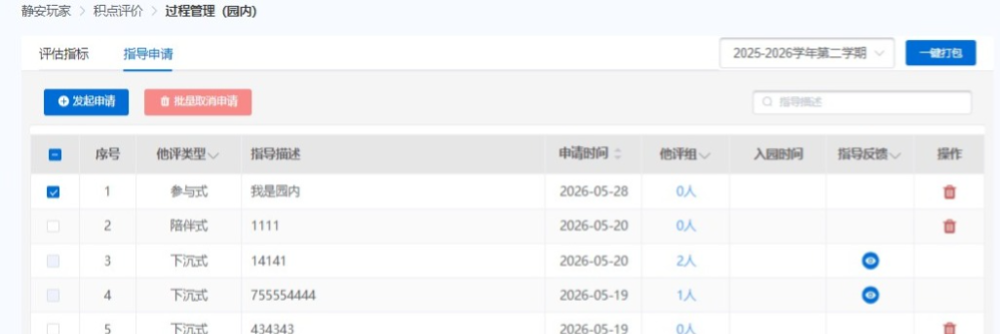 静安玩家 > 积点评价 > 过程管理（园内）
评估指标 指导申请 2025-2026学年第二学期 一键打包
发起申请 批量取消申请 指导描述
序号 他评类型 指导描述 申请时间 他评组 入园时间 指导反馈 操作
1 参与式 我是园内 2026-05-28 0人
2 陪伴式 1111 2026-05-20 0人
3 下沉式 14141 2026-05-20 2人
4 下沉式 755554444 2026-05-19 1人
5 下沉式 434343 2026-05-19 0人